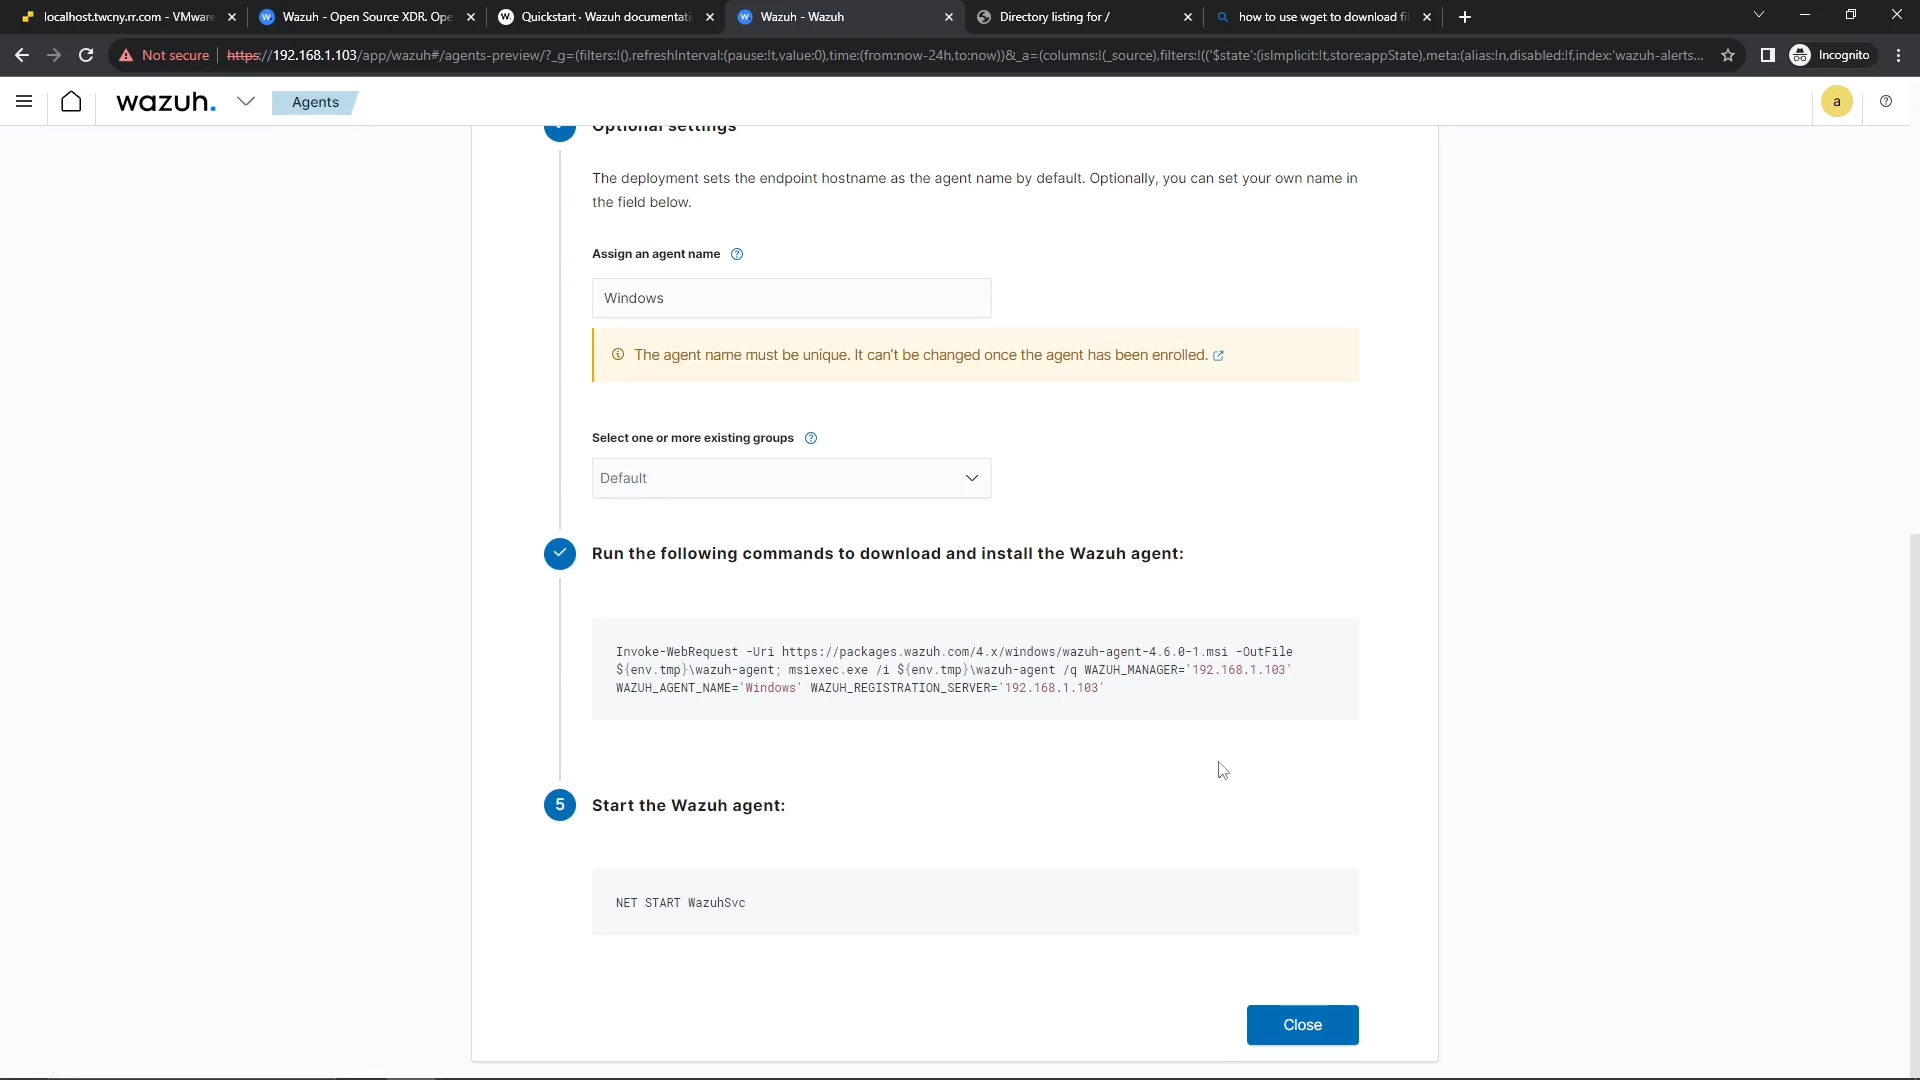 localhost.twcny.rr.com - VMware
Wazuh - Open Source XDR. Ope
Quickstart · Wazuh documentati
Wazuh - Wazuh
Directory listing for /
how to use wget to download fi
Not secure
https://192.168.1.103/app/wazuh#/agents-preview/?_g=(filters:!(),refreshInterval:(pause:!t,value:0),time:(from:now-24h,to:now))&_a=(columns:!(_source),filters:!(('$state':(isImplicit:!t,store:appState),meta:(alias:!n,disabled:!f,index:'wazuh-alerts...
Incognito
wazuh.
Agents
a
Optional settings
The deployment sets the endpoint hostname as the agent name by default. Optionally, you can set your own name in
the field below.
Assign an agent name
Windows
The agent name must be unique. It can't be changed once the agent has been enrolled.
Select one or more existing groups
Default
Run the following commands to download and install the Wazuh agent:
Invoke-WebRequest -Uri https://packages.wazuh.com/4.x/windows/wazuh-agent-4.6.0-1.msi -OutFile
${env.tmp}\wazuh-agent; msiexec.exe /i ${env.tmp}\wazuh-agent /q WAZUH_MANAGER='192.168.1.103'
WAZUH_AGENT_NAME='Windows' WAZUH_REGISTRATION_SERVER='192.168.1.103'
5
Start the Wazuh agent:
NET START WazuhSvc
Close